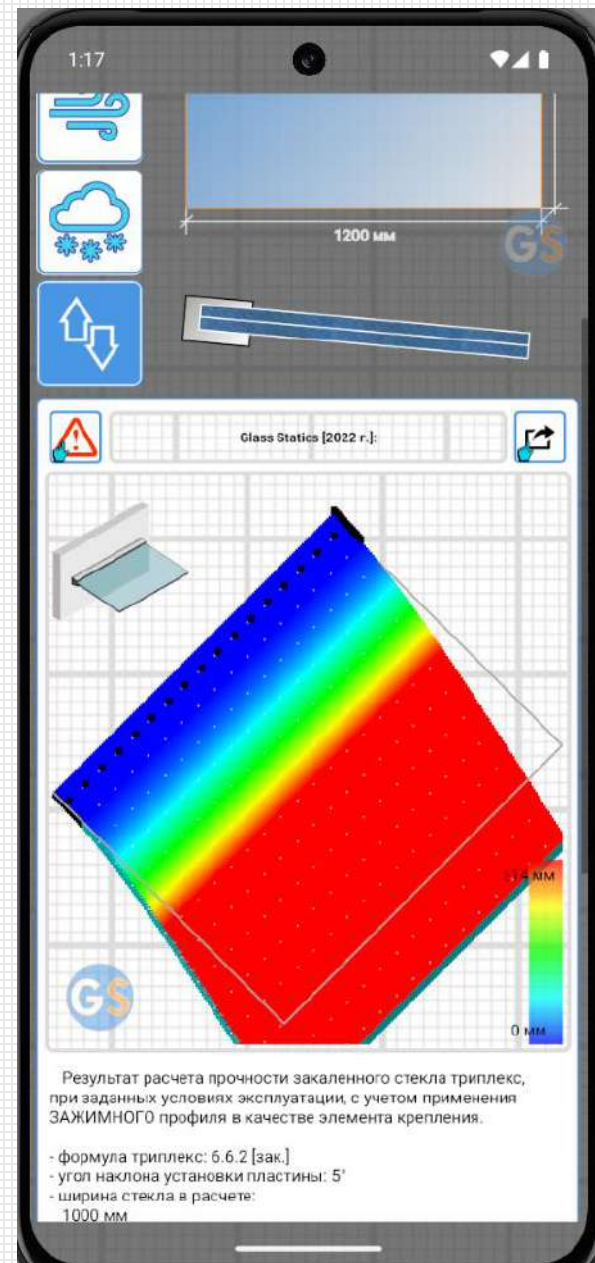 1:17
1200 мм
GS
Glass Statics [2022 г.]:
14 мм
0 мм
GS
Результат расчета прочности закаленного стекла триплекс,
при заданных условиях эксплуатации, с учетом применения
ЗАЖИМНОГО профиля в качестве элемента крепления.
- формула триплекс: 6.6.2 [зак.]
- угол наклона установки пластины: 5°
- ширина стекла в расчете:
1000 мм